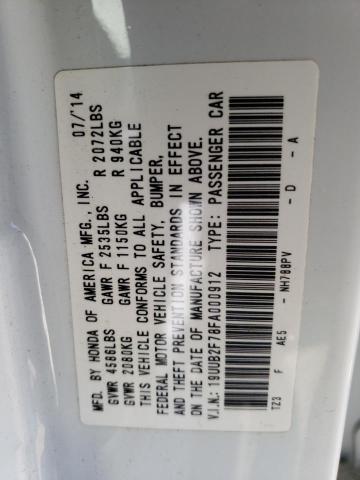 MFD. BY HONDA OF AMERICA MFG., INC. 07/'14
GVWR 4586LBS GAWR F 2535LBS R 2072LBS
GVWR 2080KG GAWR F 1150KG R 940KG
THIS VEHICLE CONFORMS TO ALL APPLICABLE
FEDERAL MOTOR VEHICLE SAFETY, BUMPER,
AND THEFT PREVENTION STANDARDS IN EFFECT
ON THE DATE OF MANUFACTURE SHOWN ABOVE.
V.I.N.: 19UUB2F78FA000912 TYPE: PASSENGER CAR
TZ3 F AE5 - NH788PV - D - A